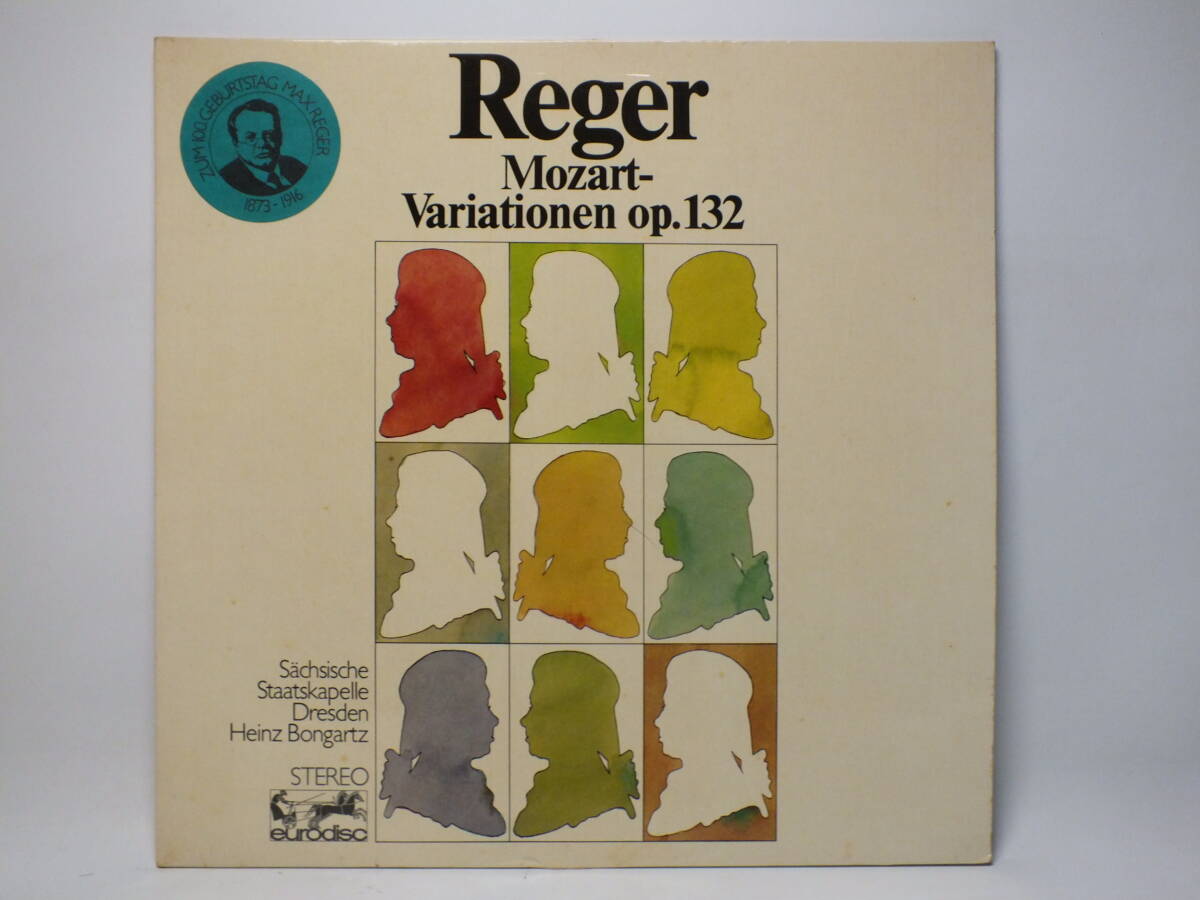 ZUM 100. GEBURTSTAG MAX REGER
1873-1916
Reger
Mozart-
Variationen op.132
Sächsische
Staatskapelle
Dresden
Heinz Bongartz
STEREO
eurodisc